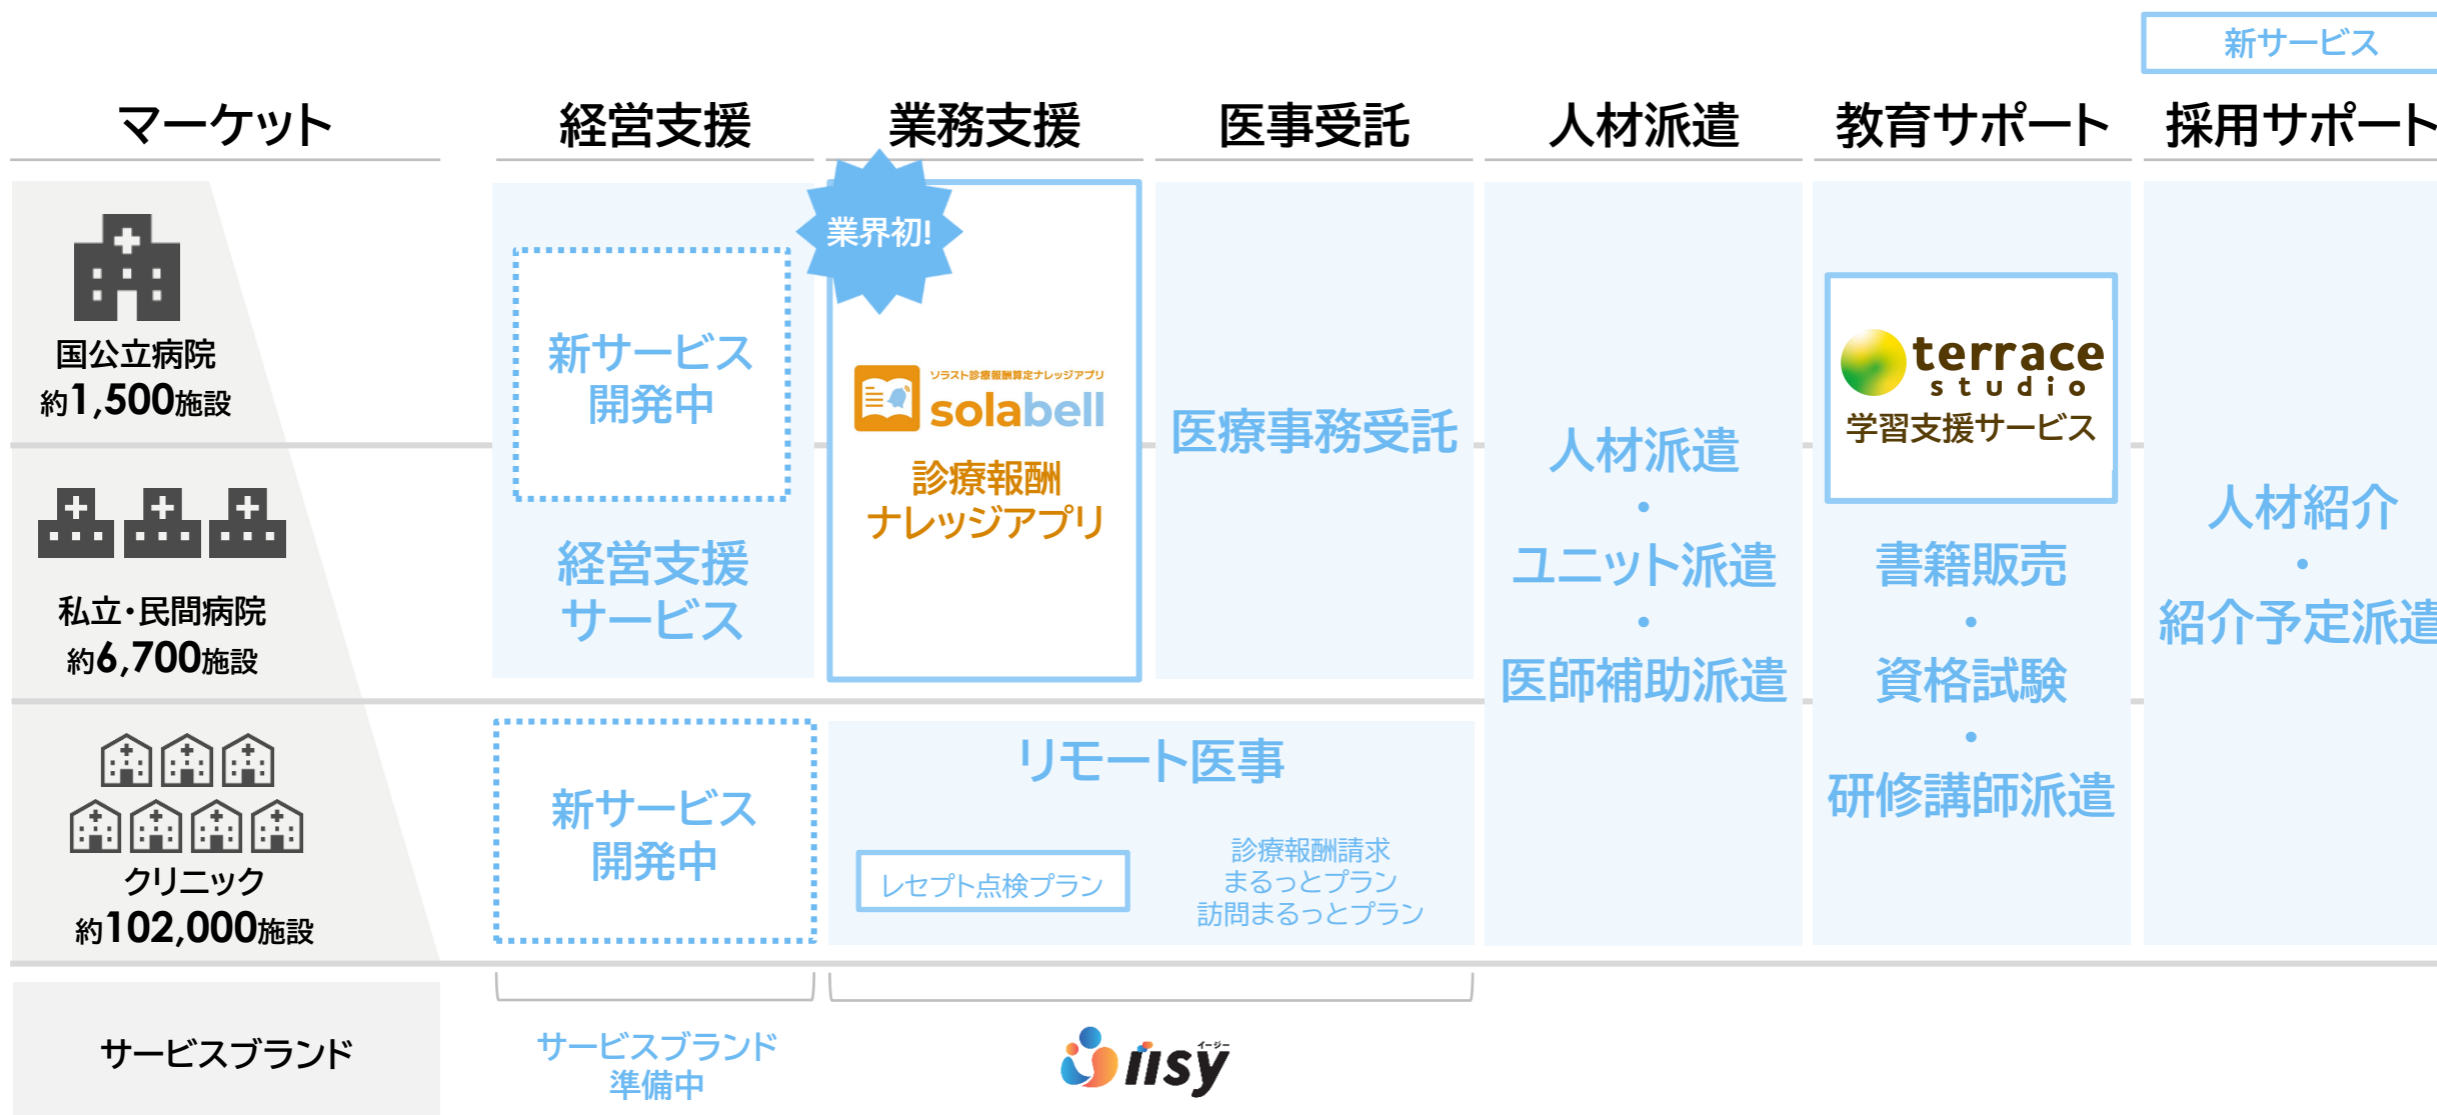 新サービス
マーケット
経営支援
業務支援
医事受託
人材派遣
教育サポート
採用サポート
国公立病院
約1,500施設
私立・民間病院
約6,700施設
クリニック
約102,000施設
新サービス
開発中
経営支援
サービス
新サービス
開発中
業界初!
ソラスト診療報酬算定ナレッジアプリ
solabell
診療報酬
ナレッジアプリ
医療事務受託
リモート医事
レセプト点検プラン
診療報酬請求
まるっとプラン
訪問まるっとプラン
人材派遣
・
ユニット派遣
・
医師補助派遣
terrace
studio
学習支援サービス
書籍販売
・
資格試験
・
研修講師派遣
人材紹介
・
紹介予定派遣
サービスブランド
サービスブランド
準備中
イージー
iisy